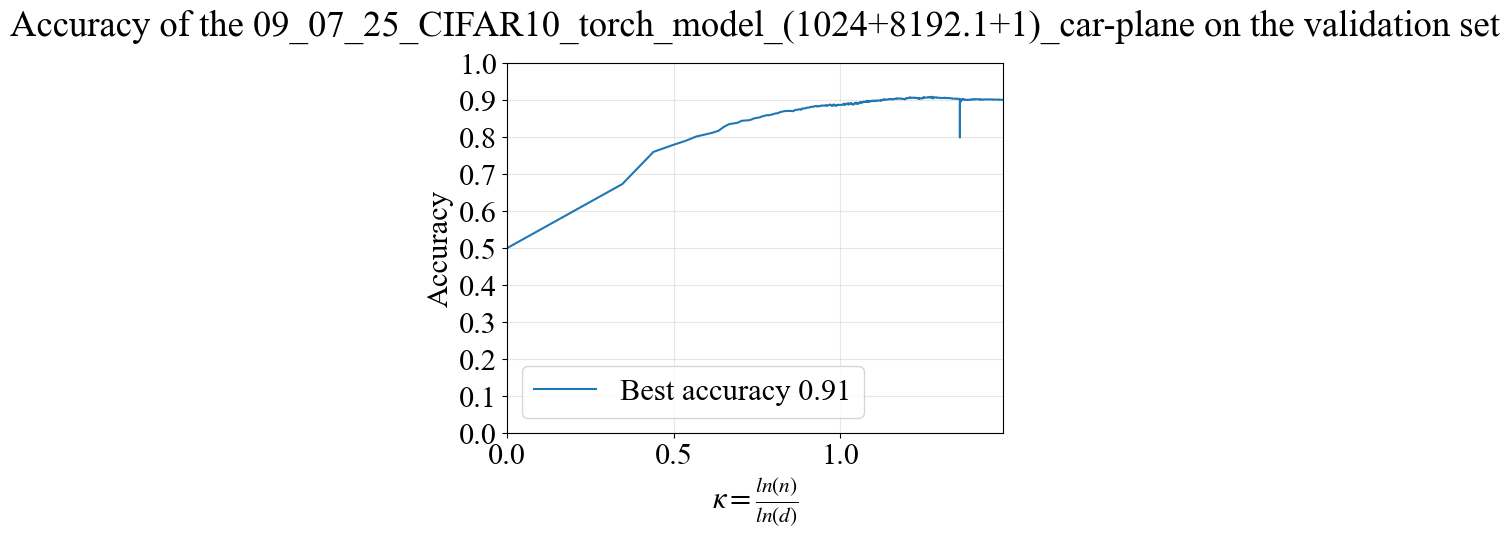 Accuracy of the 09_07_25_CIFAR10_torch_model_(1024+8192.1+1)_car-plane on the validation set
1.0
0.9
0.8
0.7
0.6
0.5
0.4
0.3
0.2
0.1
0.0
Accuracy
Best accuracy 0.91
0.0 0.5 1.0
κ = ln(n) / ln(d)